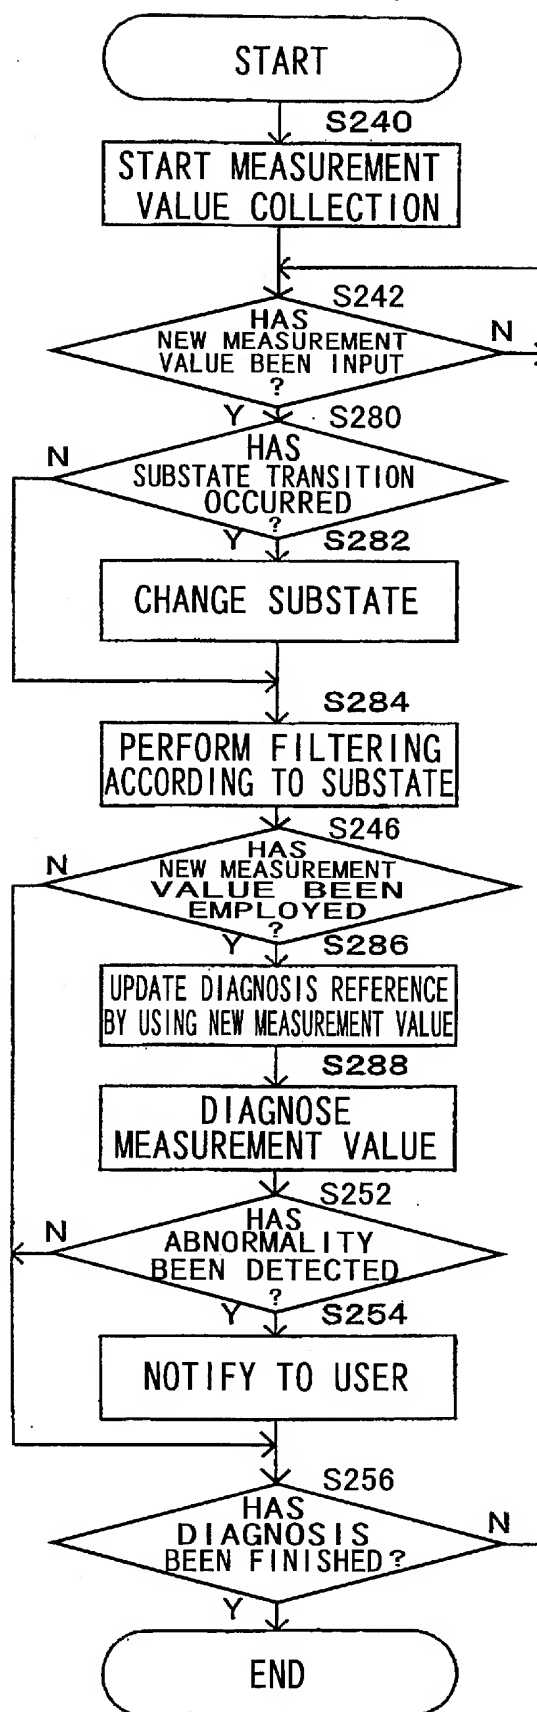 START
S240
START MEASUREMENT
VALUE COLLECTION
S242
HAS
NEW MEASUREMENT
VALUE BEEN INPUT
?
N
Y
S280
HAS
SUBSTATE TRANSITION
OCCURRED
?
N
Y
S282
CHANGE SUBSTATE
S284
PERFORM FILTERING
ACCORDING TO SUBSTATE
S246
HAS
NEW MEASUREMENT
VALUE BEEN
EMPLOYED
?
N
Y
S286
UPDATE DIAGNOSIS REFERENCE
BY USING NEW MEASUREMENT VALUE
S288
DIAGNOSE
MEASUREMENT VALUE
S252
HAS
ABNORMALITY
BEEN DETECTED
?
N
Y
S254
NOTIFY TO USER
S256
HAS
DIAGNOSIS
BEEN FINISHED?
N
Y
END